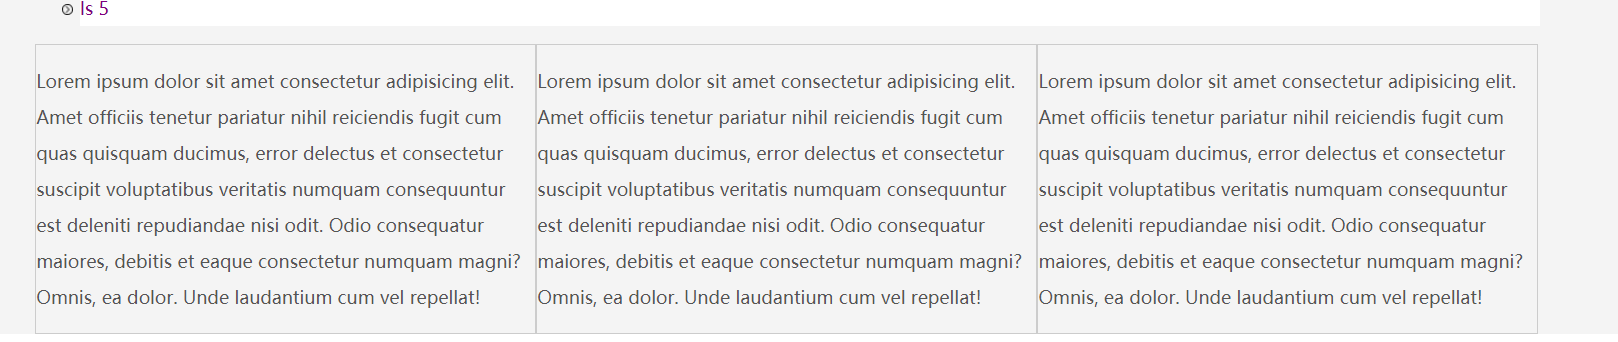 ls 5
Lorem ipsum dolor sit amet consectetur adipisicing elit.
Amet officiis tenetur pariatur nihil reiciendis fugit cum
quas quisquam ducimus, error delectus et consectetur
suscipit voluptatibus veritatis numquam consequuntur
est deleniti repudiandae nisi odit. Odio consequatur
maiores, debitis et eaque consectetur numquam magni?
Omnis, ea dolor. Unde laudantium cum vel repellat!
Lorem ipsum dolor sit amet consectetur adipisicing elit.
Amet officiis tenetur pariatur nihil reiciendis fugit cum
quas quisquam ducimus, error delectus et consectetur
suscipit voluptatibus veritatis numquam consequuntur
est deleniti repudiandae nisi odit. Odio consequatur
maiores, debitis et eaque consectetur numquam magni?
Omnis, ea dolor. Unde laudantium cum vel repellat!
Lorem ipsum dolor sit amet consectetur adipisicing elit.
Amet officiis tenetur pariatur nihil reiciendis fugit cum
quas quisquam ducimus, error delectus et consectetur
suscipit voluptatibus veritatis numquam consequuntur
est deleniti repudiandae nisi odit. Odio consequatur
maiores, debitis et eaque consectetur numquam magni?
Omnis, ea dolor. Unde laudantium cum vel repellat!